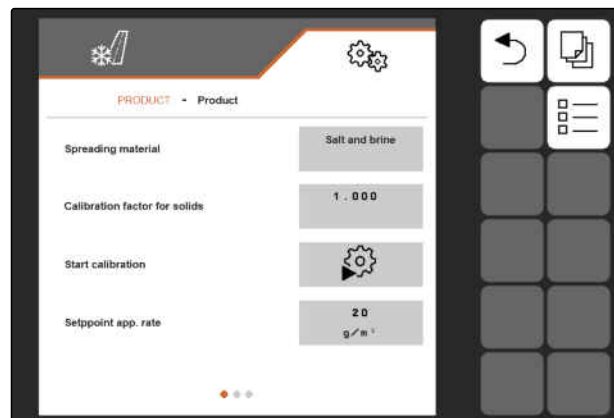 PRODUCT - Product
Spreading material
Salt and brine
Calibration factor for solids
1.000
Start calibration
Setppoint app. rate
20
g/m²